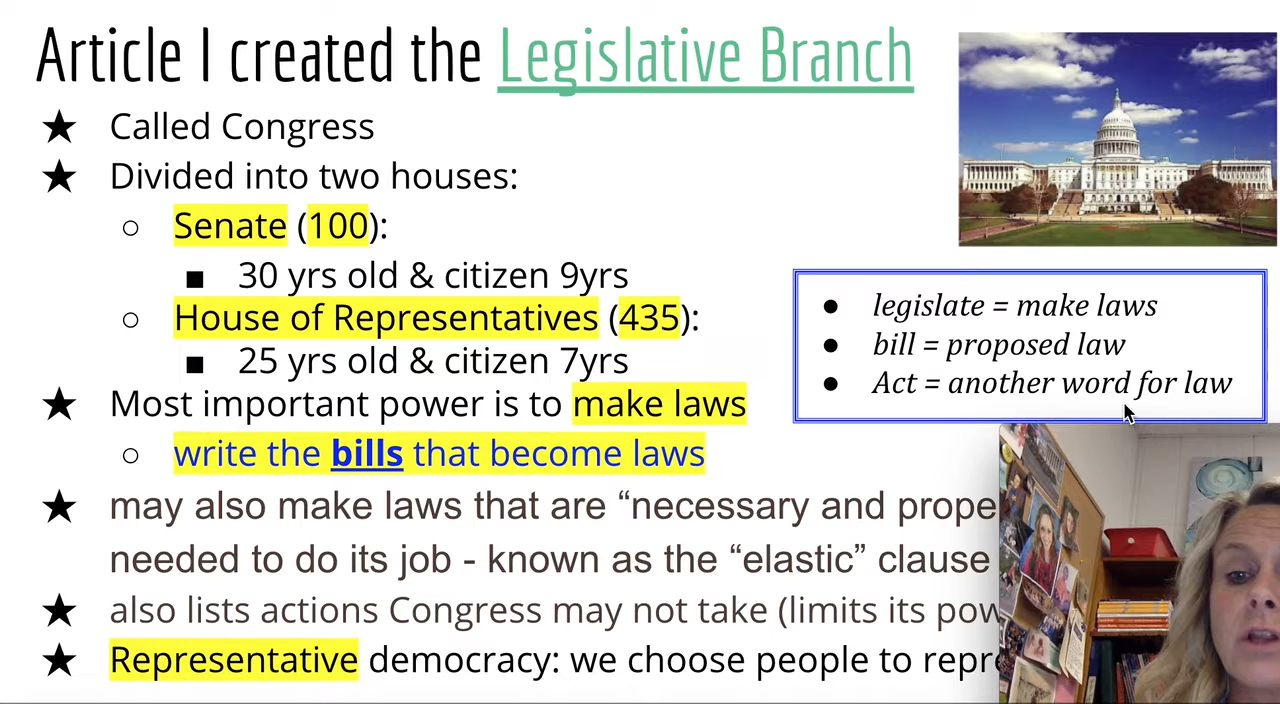 Article I created the Legislative Branch
★ Called Congress
★ Divided into two houses:
○ Senate (100):
■ 30 yrs old & citizen 9yrs
○ House of Representatives (435):
■ 25 yrs old & citizen 7yrs
★ Most important power is to make laws
○ write the bills that become laws
★ may also make laws that are “necessary and prope
needed to do its job - known as the “elastic” clause
★ also lists actions Congress may not take (limits its pow
★ Representative democracy: we choose people to repr
● legislate = make laws
● bill = proposed law
● Act = another word for law